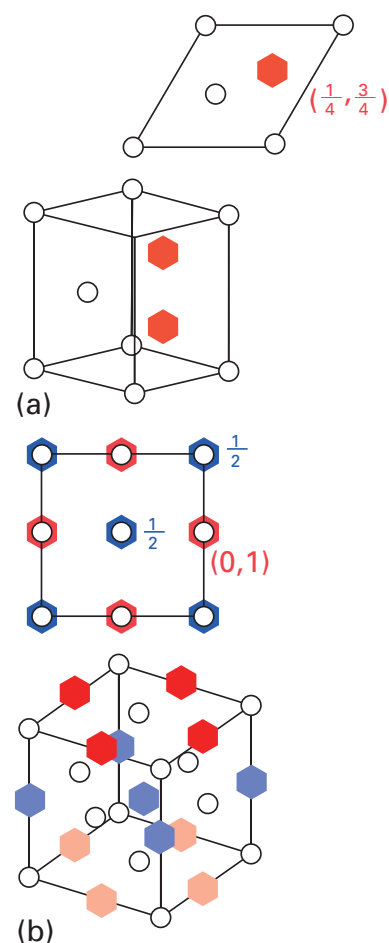 (1/4, 3/4)
(a)
1/2
1/2
(0,1)
(b)